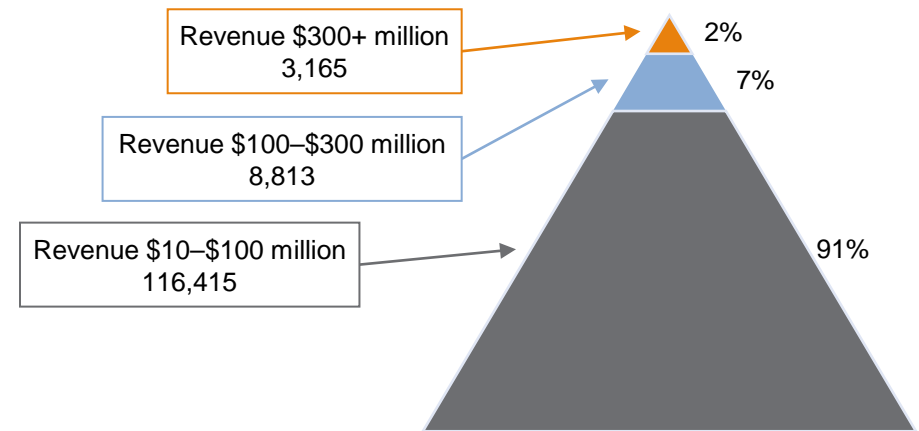 Revenue $300+ million
3,165
2%
7%
Revenue $100–$300 million
8,813
Revenue $10–$100 million
116,415
91%